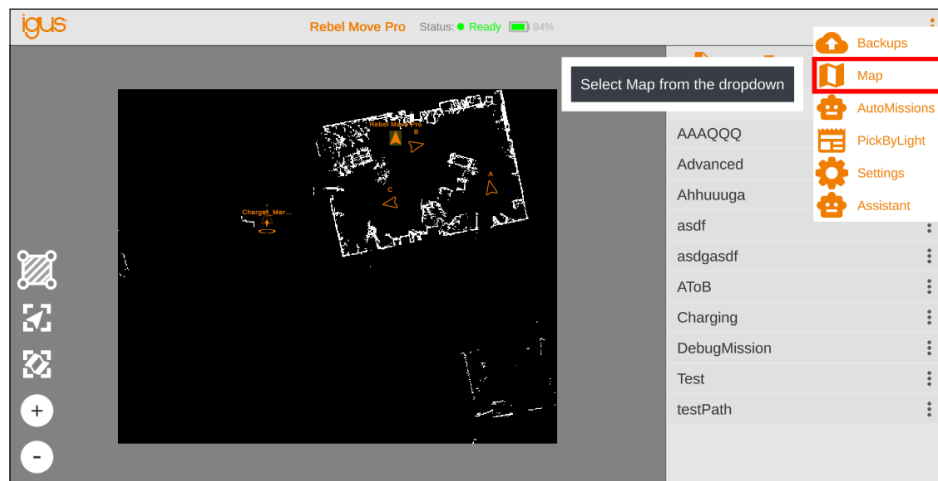 igus
Rebel Move Pro Status: Ready 84%
Backups
Map
AutoMissions
PickByLight
Settings
Assistant
Select Map from the dropdown
AAAQQQ
Advanced
Ahhuuuga
asdf
asdgasdf
AToB
Charging
DebugMission
Test
testPath
Rebel Move Pro
B
A
C
Charger_Mar...
+
-